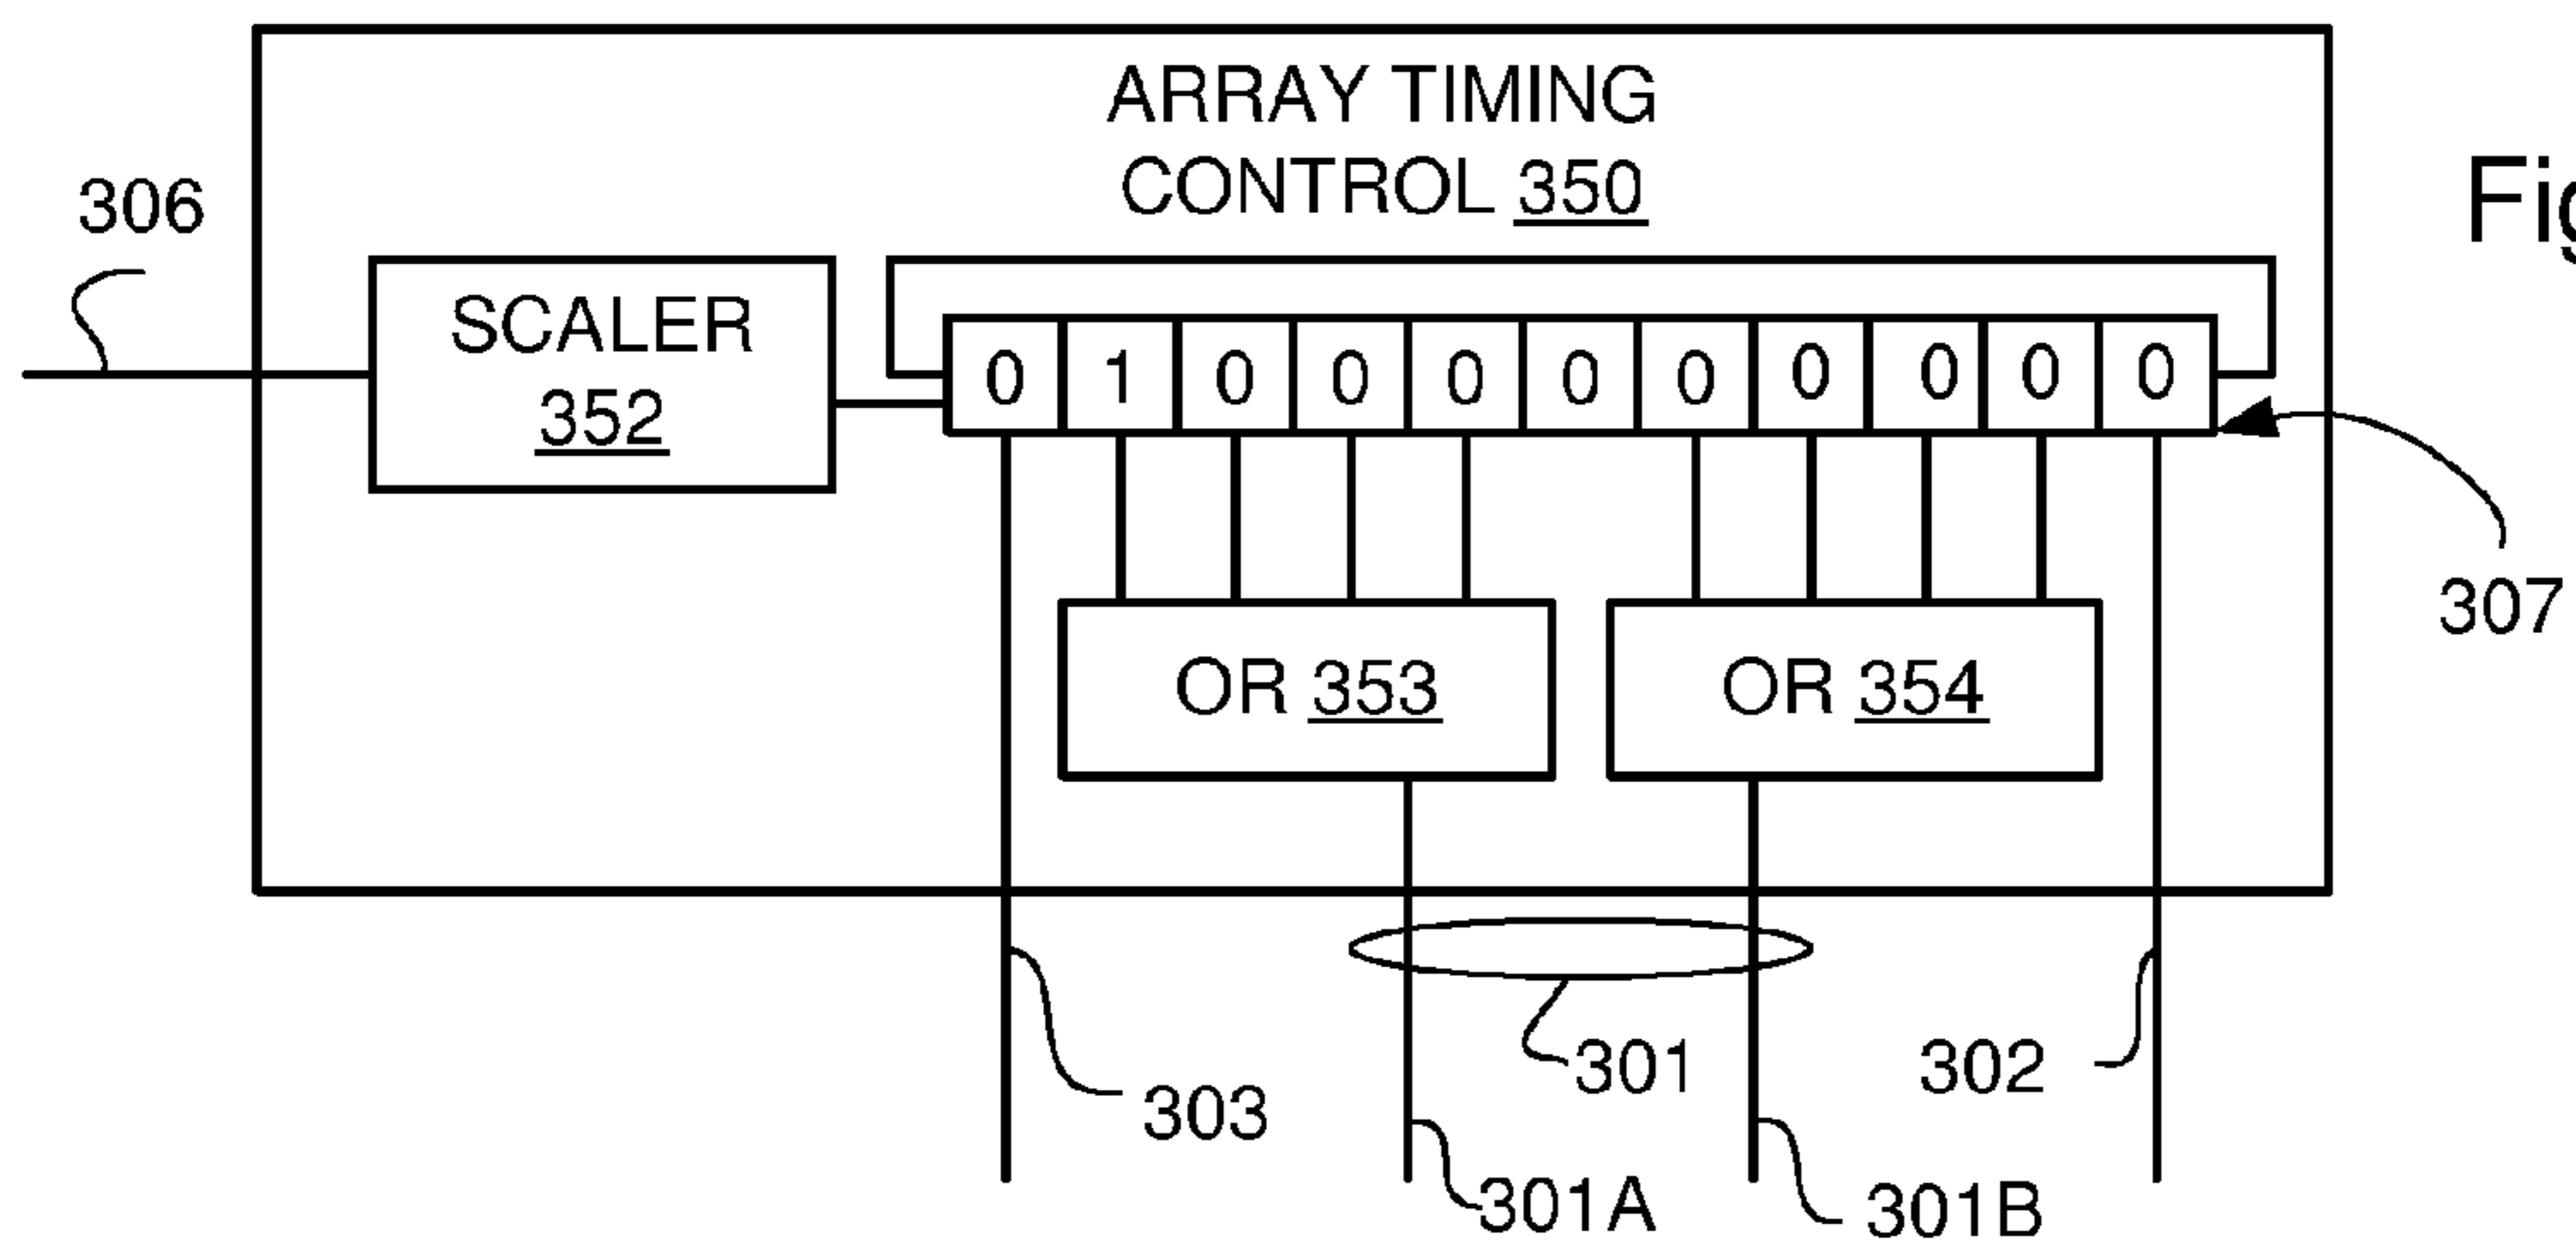 ARRAY TIMING
CONTROL 350
Fig
306
SCALER
352
0 1 0 0 0 0 0 0 0 0 0
307
OR 353
OR 354
301
302
303
301A
301B